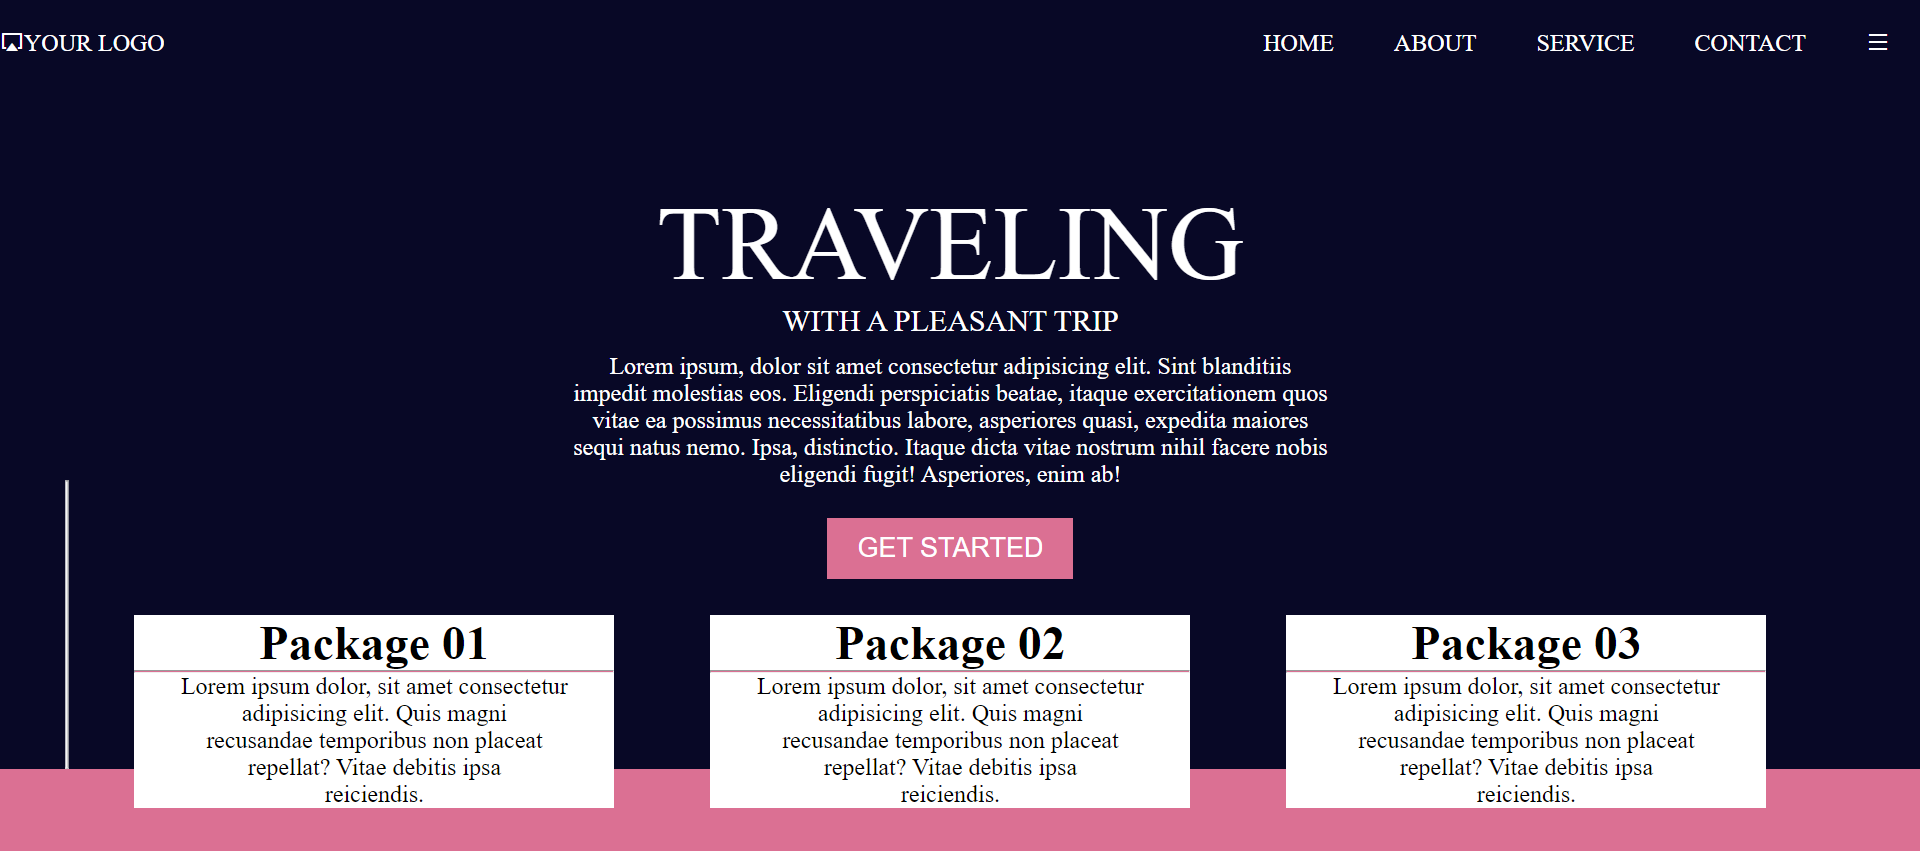 YOUR LOGO
HOME ABOUT SERVICE CONTACT
TRAVELING
WITH A PLEASANT TRIP
Lorem ipsum, dolor sit amet consectetur adipisicing elit. Sint blanditiis
impedit molestias eos. Eligendi perspiciatis beatae, itaque exercitationem quos
vitae ea possimus necessitatibus labore, asperiores quasi, expedita maiores
sequi natus nemo. Ipsa, distinctio. Itaque dicta vitae nostrum nihil facere nobis
eligendi fugit! Asperiores, enim ab!
GET STARTED
Package 01
Lorem ipsum dolor, sit amet consectetur
adipisicing elit. Quis magni
recusandae temporibus non placeat
repellat? Vitae debitis ipsa
reiciendis.
Package 02
Lorem ipsum dolor, sit amet consectetur
adipisicing elit. Quis magni
recusandae temporibus non placeat
repellat? Vitae debitis ipsa
reiciendis.
Package 03
Lorem ipsum dolor, sit amet consectetur
adipisicing elit. Quis magni
recusandae temporibus non placeat
repellat? Vitae debitis ipsa
reiciendis.